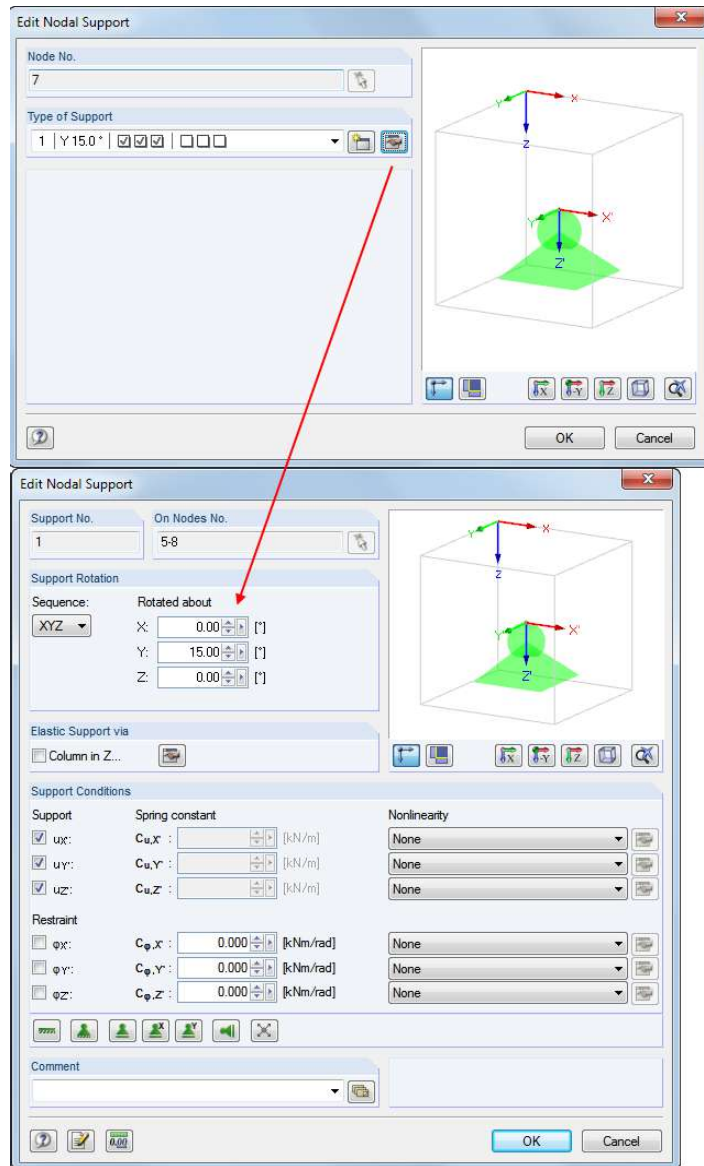 Edit Nodal Support
Node No.
7
Type of Support
1 | Y 15.0 ° |
Y X
Z
Y' X'
Z'
X -Y Z
OK Cancel
Edit Nodal Support
Support No. On Nodes No.
1 5-8
Support Rotation
Sequence: Rotated about
XYZ X: 0.00 [°]
Y: 15.00 [°]
Z: 0.00 [°]
Y X
Z
Y' X'
Z'
Elastic Support via
Column in Z...
X -Y Z
Support Conditions
Support Spring constant Nonlinearity
uX': Cu,X' : [kN/m] None
uY': Cu,Y' : [kN/m] None
uZ': Cu,Z' : [kN/m] None
Restraint
φX': Cφ,X' : 0.000 [kNm/rad] None
φY': Cφ,Y' : 0.000 [kNm/rad] None
φZ': Cφ,Z' : 0.000 [kNm/rad] None
X Y
Comment
0.00 OK Cancel